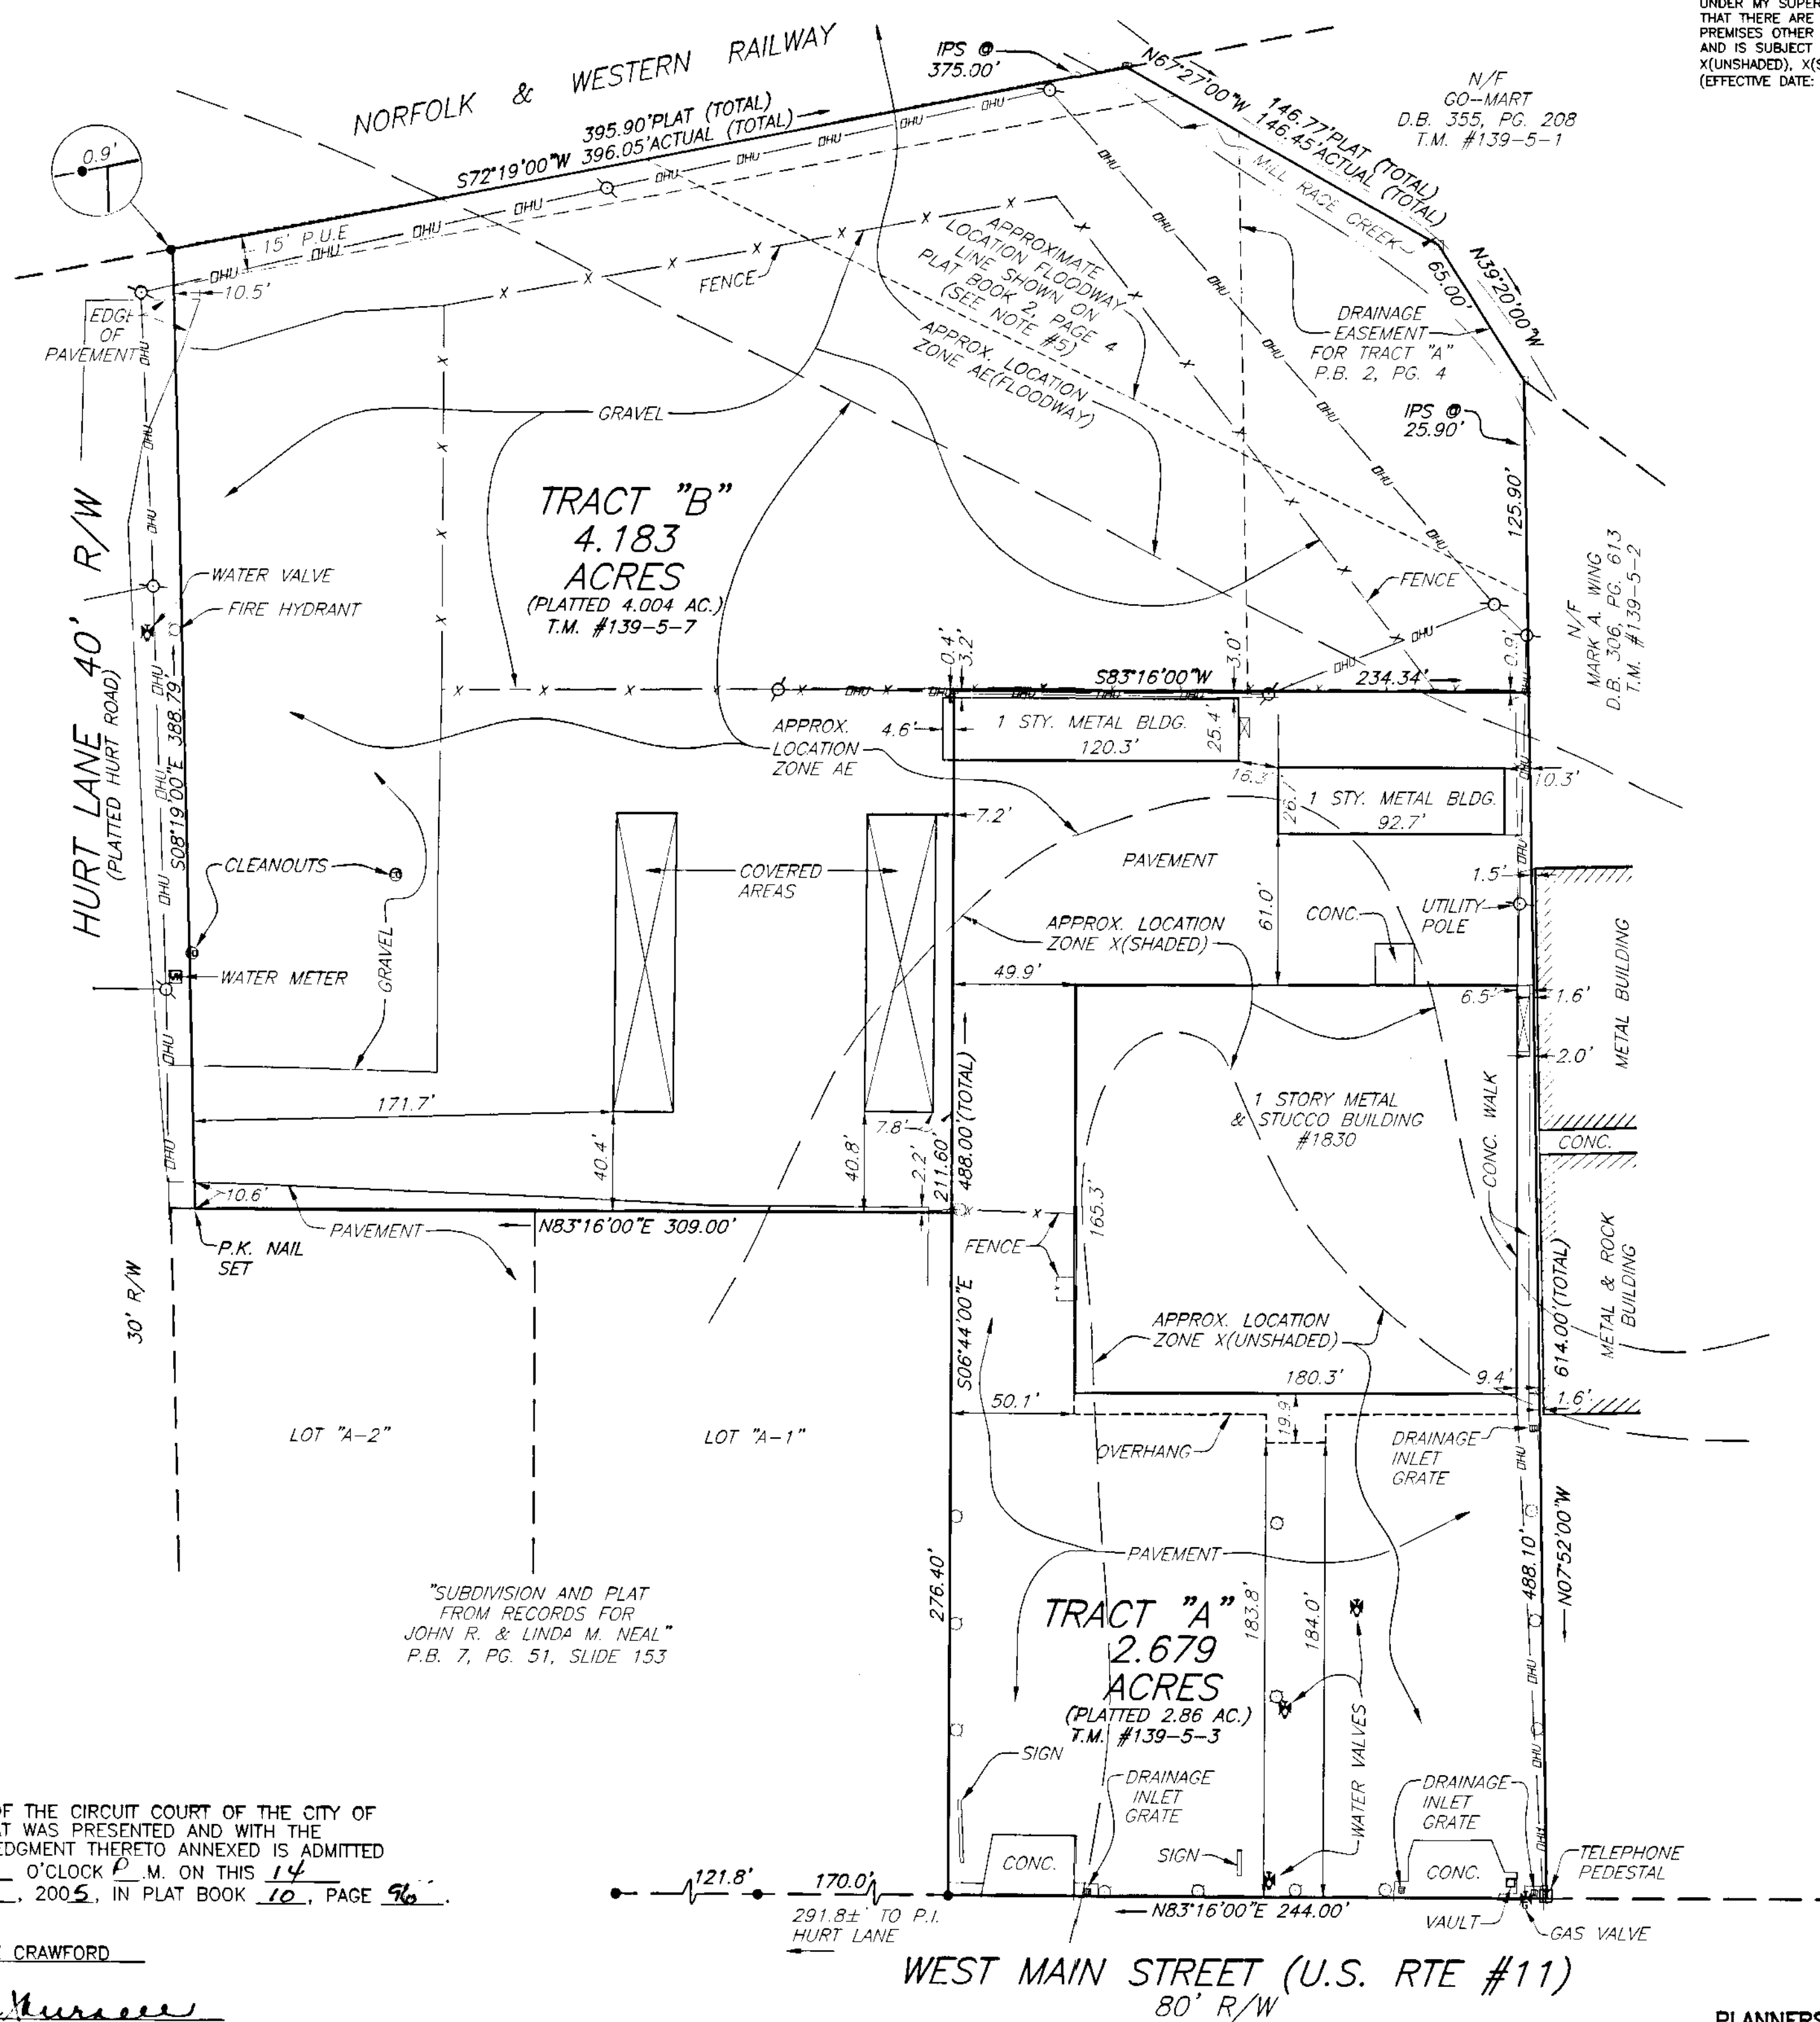 UNDER MY SUPER
THAT THERE ARE
PREMISES OTHER
AND IS SUBJECT
X(UNSHADED), X(S
(EFFECTIVE DATE:
NORFOLK & WESTERN RAILWAY
IPS @
375.00'
N67°27'00"W
146.77'PLAT (TOTAL)
146.45'ACTUAL (TOTAL)
N/F
GO-MART
D.B. 355, PG. 208
T.M. #139-5-1
395.90'PLAT (TOTAL)
S72°19'00"W 396.05'ACTUAL (TOTAL)
0.9'
MILL RACE CREEK
65.00'
N39°20'00"W
15' P.U.E
10.5'
EDGE
OF
PAVEMENT
FENCE
APPROXIMATE
LOCATION FLOODWAY
LINE SHOWN ON
PLAT BOOK 2, PAGE 4
(SEE NOTE #5)
APPROX. LOCATION
ZONE AE(FLOODWAY)
DRAINAGE
EASEMENT
FOR TRACT "A"
P.B. 2, PG. 4
IPS @
25.90'
125.90'
GRAVEL
TRACT "B"
4.183
ACRES
(PLATTED 4.004 AC.)
T.M. #139-5-7
HURT LANE 40' R/W
(PLATTED HURT ROAD)
S08°19'00"E 388.79'
WATER VALVE
FIRE HYDRANT
FENCE
N/F
MARK A. WING
D.B. 306, PG. 613
T.M. #139-5-2
0.4'
3.2'
S83°16'00"W
3.0'
234.34'
0.9'
4.6'
1 STY. METAL BLDG.
120.3'
25.4'
APPROX.
LOCATION
ZONE AE
16.3'
26.7'
1 STY. METAL BLDG.
92.7'
10.3'
7.2'
CLEANOUTS
COVERED
AREAS
PAVEMENT
1.5'
61.0'
CONC.
UTILITY
POLE
APPROX. LOCATION
ZONE X(SHADED)
GRAVEL
WATER METER
49.9'
6.5'
1.6'
METAL BUILDING
2.0'
171.7'
488.00'(TOTAL)
1 STORY METAL
& STUCCO BUILDING
#1830
CONC. WALK
CONC.
7.8'
40.4'
40.8'
2.2'
211.60'
165.3'
10.6'
PAVEMENT
N83°16'00"E 309.00'
P.K. NAIL
SET
FENCE
30' R/W
S06°44'00"E
METAL & ROCK
BUILDING
614.00'(TOTAL)
APPROX. LOCATION
ZONE X(UNSHADED)
180.3'
9.4'
1.6'
50.1'
19.9'
LOT "A-2"
LOT "A-1"
OVERHANG
DRAINAGE
INLET
GRATE
N07°52'00"W
488.10'
PAVEMENT
276.40'
"SUBDIVISION AND PLAT
FROM RECORDS FOR
JOHN R. & LINDA M. NEAL"
P.B. 7, PG. 51, SLIDE 153
TRACT "A"
2.679
ACRES
(PLATTED 2.86 AC.)
T.M. #139-5-3
183.8'
184.0'
WATER VALVES
SIGN
DRAINAGE
INLET
GRATE
DRAINAGE
INLET
GRATE
CONC.
SIGN
CONC.
TELEPHONE
PEDESTAL
OF THE CIRCUIT COURT OF THE CITY OF
AT WAS PRESENTED AND WITH THE
EDGMENT THERETO ANNEXED IS ADMITTED
O'CLOCK P .M. ON THIS 14
, 2005, IN PLAT BOOK 10, PAGE 96.
CRAWFORD
121.8'
170.0'
291.8± TO P.I.
HURT LANE
N83°16'00"E 244.00'
VAULT
GAS VALVE
WEST MAIN STREET (U.S. RTE #11)
80' R/W
PLANNERS